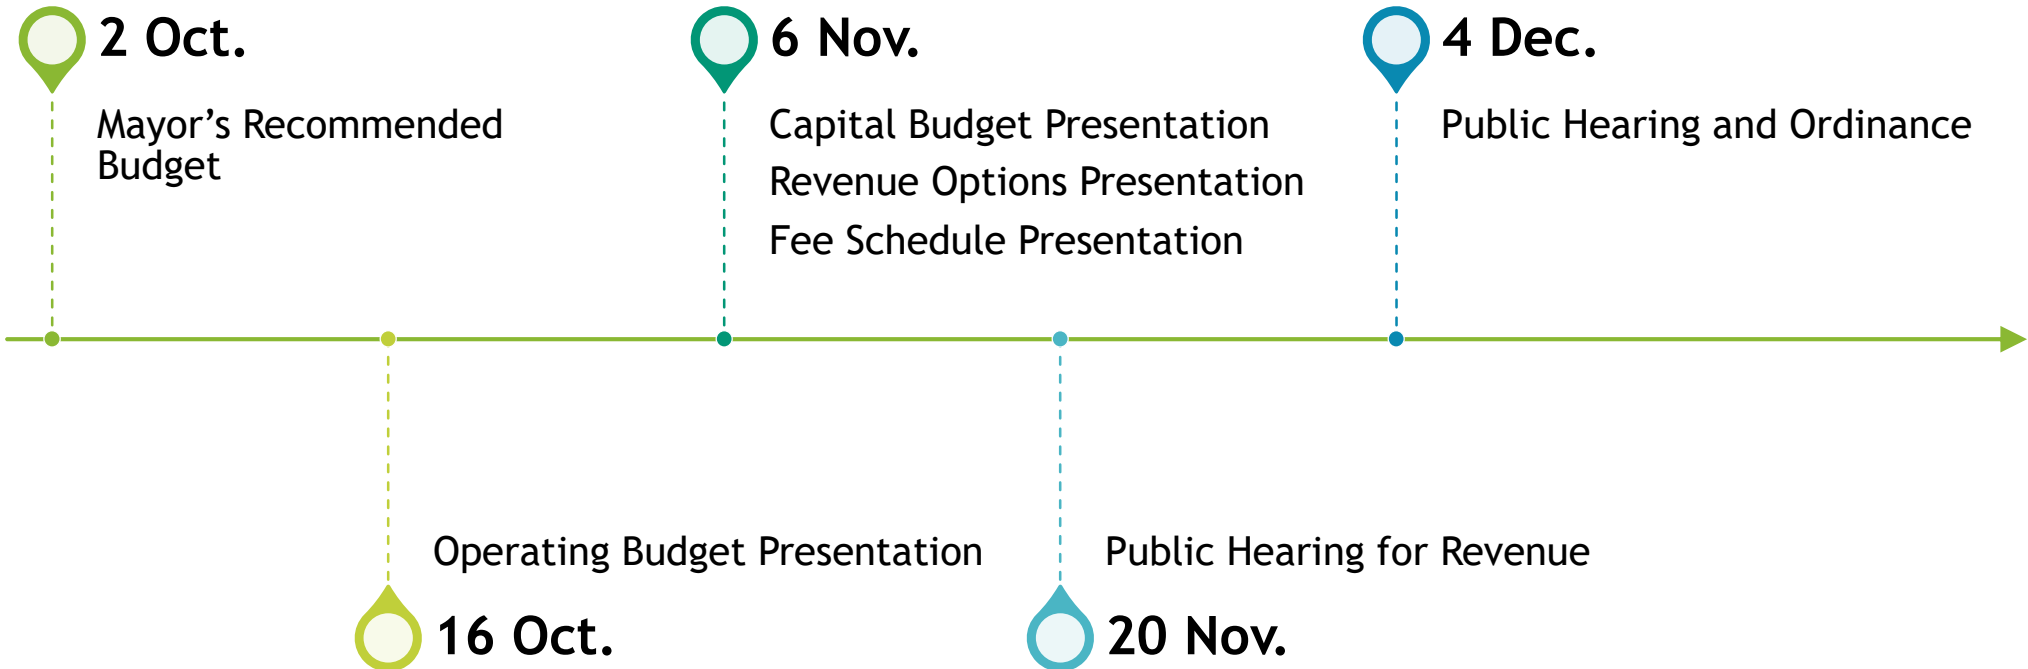 2 Oct.
Mayor’s Recommended
Budget
6 Nov.
Capital Budget Presentation
Revenue Options Presentation
Fee Schedule Presentation
4 Dec.
Public Hearing and Ordinance
Operating Budget Presentation
16 Oct.
Public Hearing for Revenue
20 Nov.